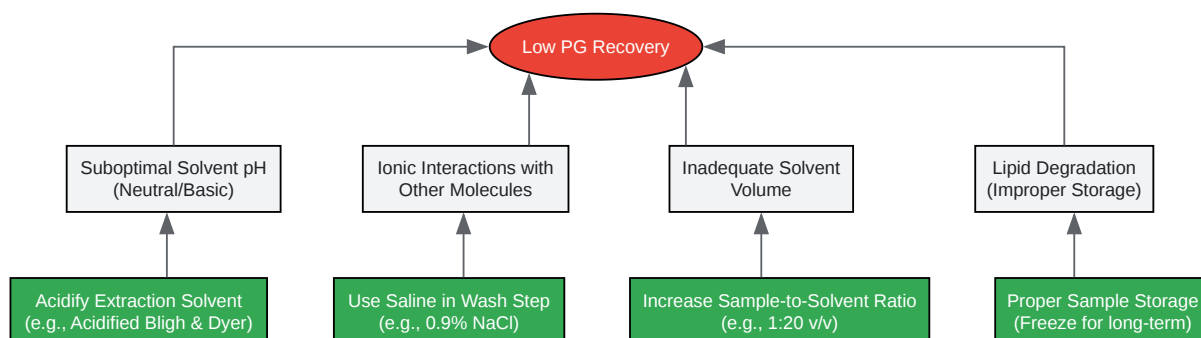 Low PG Recovery
Suboptimal Solvent pH
(Neutral/Basic)
Ionic Interactions with
Other Molecules
Inadequate Solvent
Volume
Lipid Degradation
(Improper Storage)
Acidify Extraction Solvent
(e.g., Acidified Bligh & Dyer)
Use Saline in Wash Step
(e.g., 0.9% NaCl)
Increase Sample-to-Solvent Ratio
(e.g., 1:20 v/v)
Proper Sample Storage
(Freeze for long-term)